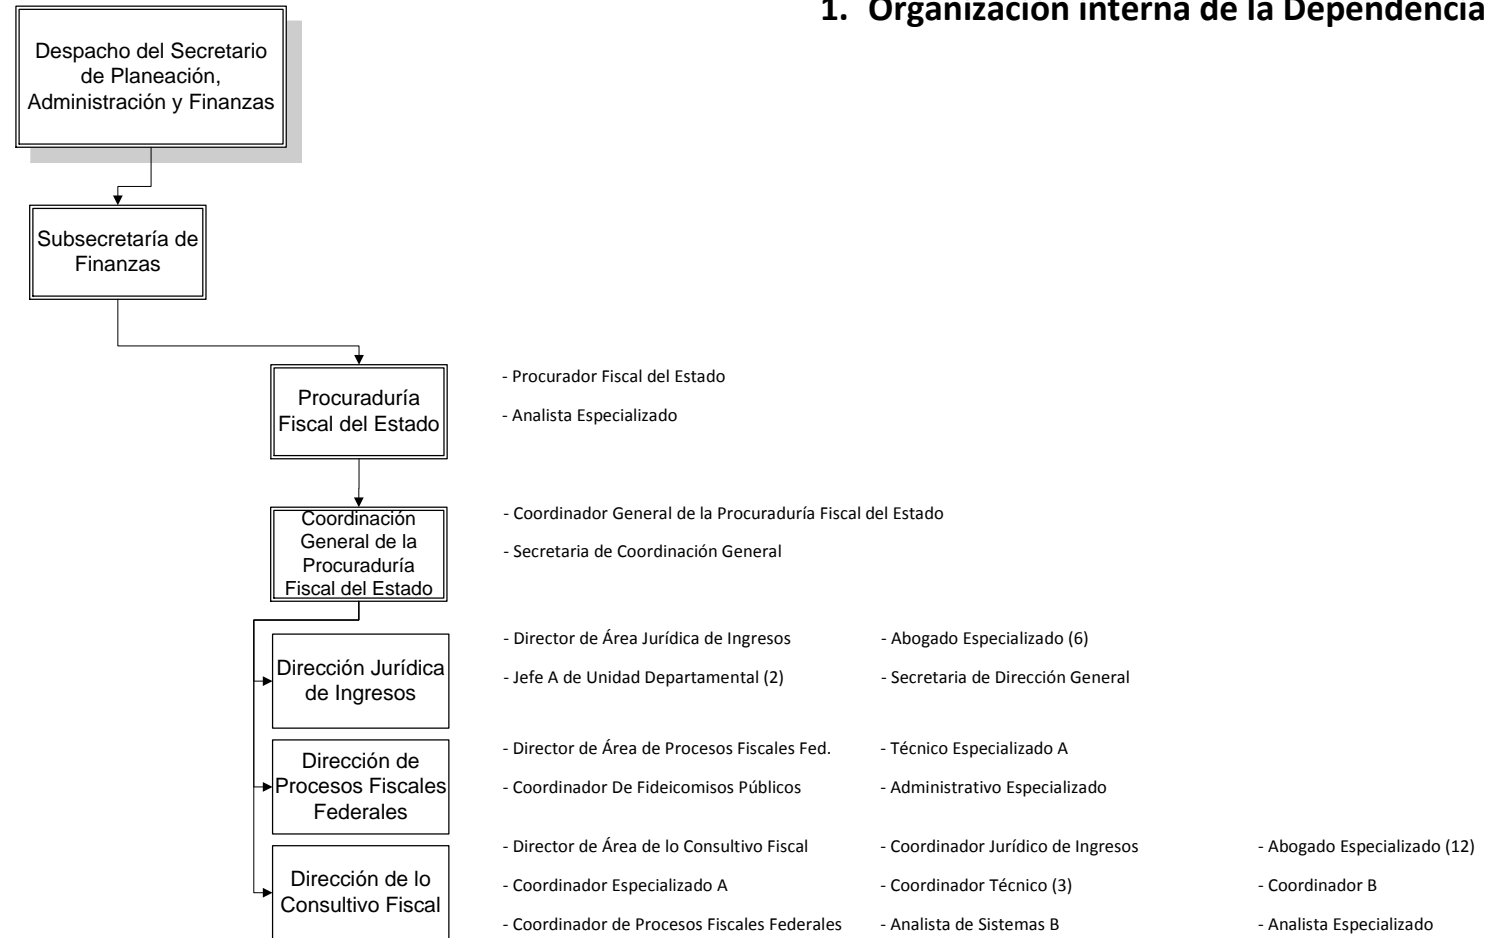 1. Organización interna de la Dependencia
Despacho del Secretario
de Planeación,
Administración y Finanzas
Subsecretaría de
Finanzas
Procuraduría
Fiscal del Estado
- Procurador Fiscal del Estado
- Analista Especializado
Coordinación
General de la
Procuraduría
Fiscal del Estado
- Coordinador General de la Procuraduría Fiscal del Estado
- Secretaria de Coordinación General
Dirección Jurídica
de Ingresos
- Director de Área Jurídica de Ingresos
- Jefe A de Unidad Departamental (2)
- Abogado Especializado (6)
- Secretaria de Dirección General
Dirección de
Procesos Fiscales
Federales
- Director de Área de Procesos Fiscales Fed.
- Coordinador De Fideicomisos Públicos
- Técnico Especializado A
- Administrativo Especializado
Dirección de lo
Consultivo Fiscal
- Director de Área de lo Consultivo Fiscal
- Coordinador Especializado A
- Coordinador de Procesos Fiscales Federales
- Coordinador Jurídico de Ingresos
- Coordinador Técnico (3)
- Analista de Sistemas B
- Abogado Especializado (12)
- Coordinador B
- Analista Especializado